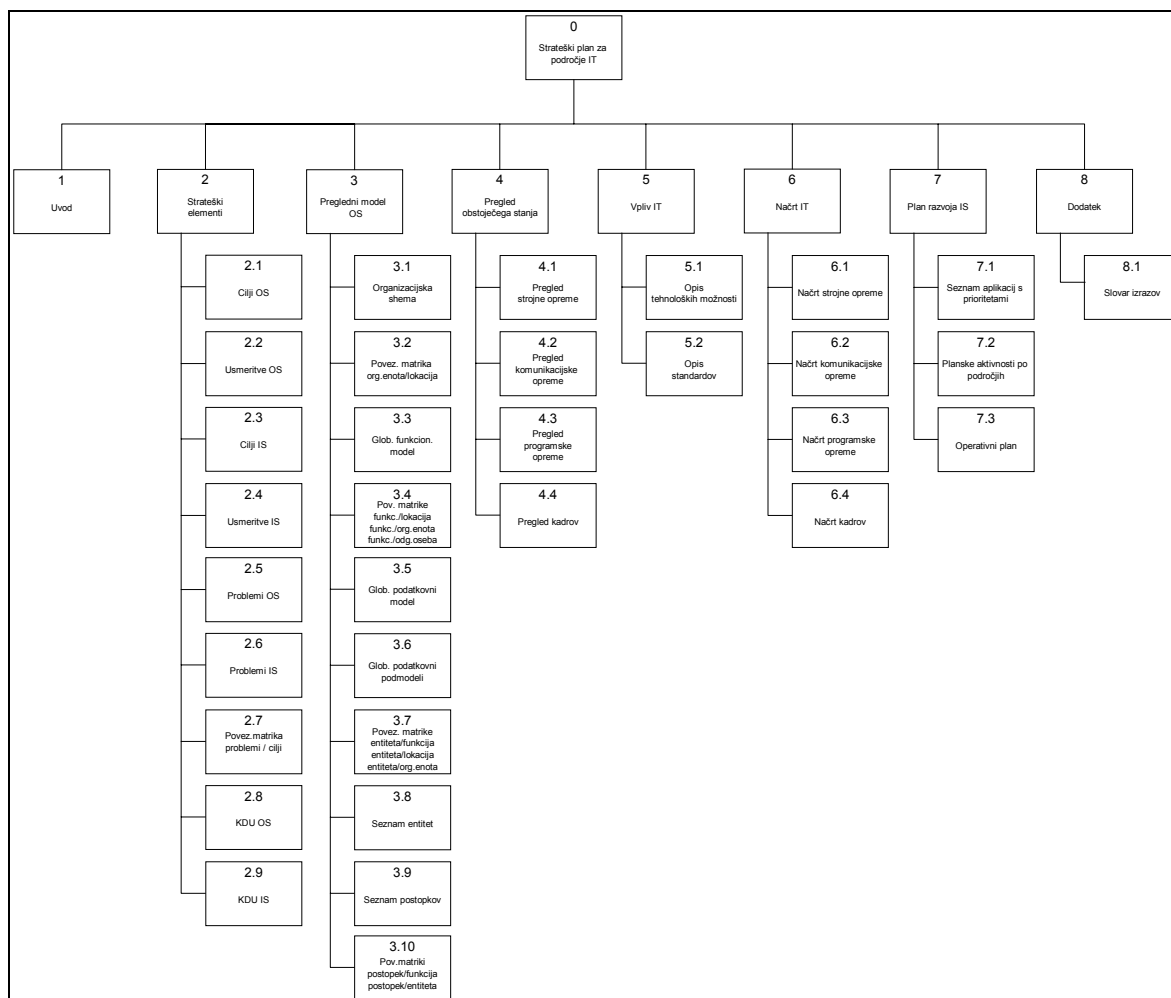 0
Strateški plan za
področje IT
1
Uvod
2
Strateški
elementi
3
Pregledni model
OS
4
Pregled
obstoječega stanja
5
Vpliv IT
6
Načrt IT
7
Plan razvoja IS
8
Dodatek
2.1
Cilji OS
2.2
Usmeritve OS
2.3
Cilji IS
2.4
Usmeritve IS
2.5
Problemi OS
2.6
Problemi IS
2.7
Povez.matrika
problemi / cilji
2.8
KDU OS
2.9
KDU IS
3.1
Organizacijska
shema
3.2
Povez. matrika
org.enota/lokacija
3.3
Glob. funkcion.
model
3.4
Pov. matrike
funkc./lokacija
funkc./org.enota
funkc./odg.oseba
3.5
Glob. podatkovni
model
3.6
Glob. podatkovni
podmodeli
3.7
Povez. matrike
entiteta/funkcija
entiteta/lokacija
entiteta/org.enota
3.8
Seznam entitet
3.9
Seznam postopkov
3.10
Pov.matriki
postopek/funkcija
postopek/entiteta
4.1
Pregled
strojne opreme
4.2
Pregled
komunikacijske
opreme
4.3
Pregled
programske
opreme
4.4
Pregled kadrov
5.1
Opis
tehnoloških možnosti
5.2
Opis
standardov
6.1
Načrt strojne opreme
6.2
Načrt komunikacijske
opreme
6.3
Načrt programske
opreme
6.4
Načrt kadrov
7.1
Seznam aplikacij s
prioritetami
7.2
Planske aktivnosti po
področjih
7.3
Operativni plan
8.1
Slovar izrazov